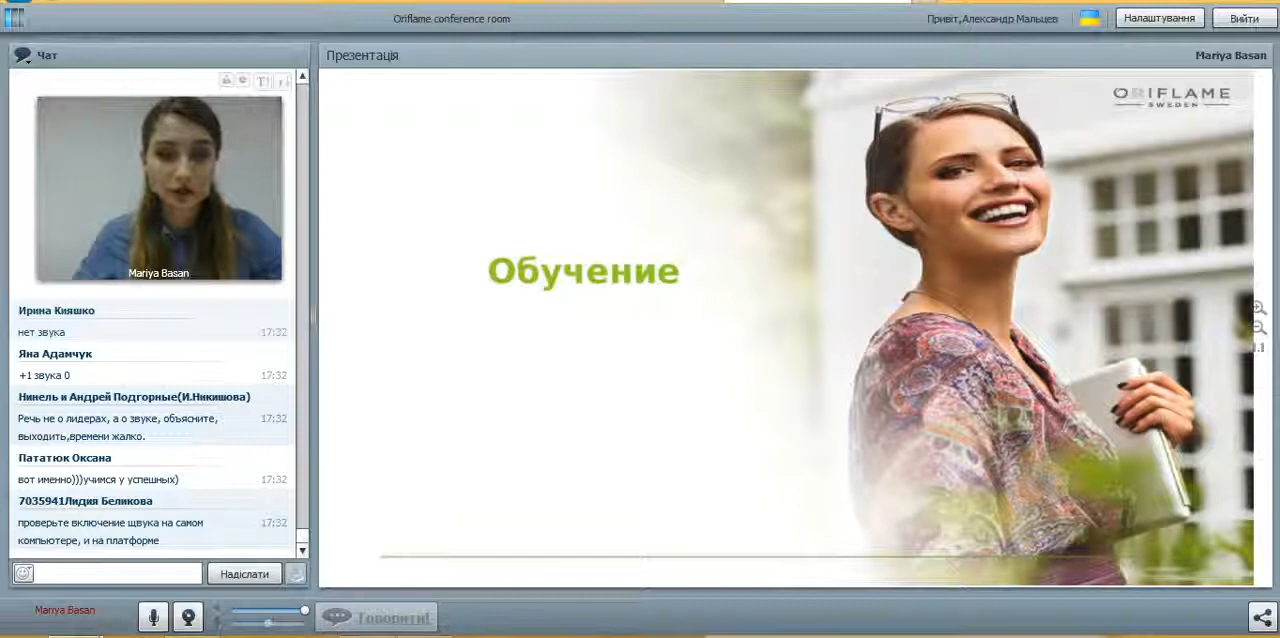 Oriflame conference room
Привіт,Александр Мальцев
Налаштування
Вийти
Чат
Презентація
Mariya Basan
ORIFLAME
SWEDEN
Mariya Basan
Обучение
Ирина Кияшко
нет звука 17:32
Яна Адамчук
+1 звука 0 17:32
Нинель и Андрей Подгорные(И.Никишова)
Речь не о лидерах, а о звуке, объясните, 17:32
выходить,времени жалко.
Пататюк Оксана
вот именно)))учимся у успешных) 17:32
7035941Лидия Беликова
проверьте включение щвука на самом 17:32
компьютере, и на платформе
Надіслати
Mariya Basan
Говорити!